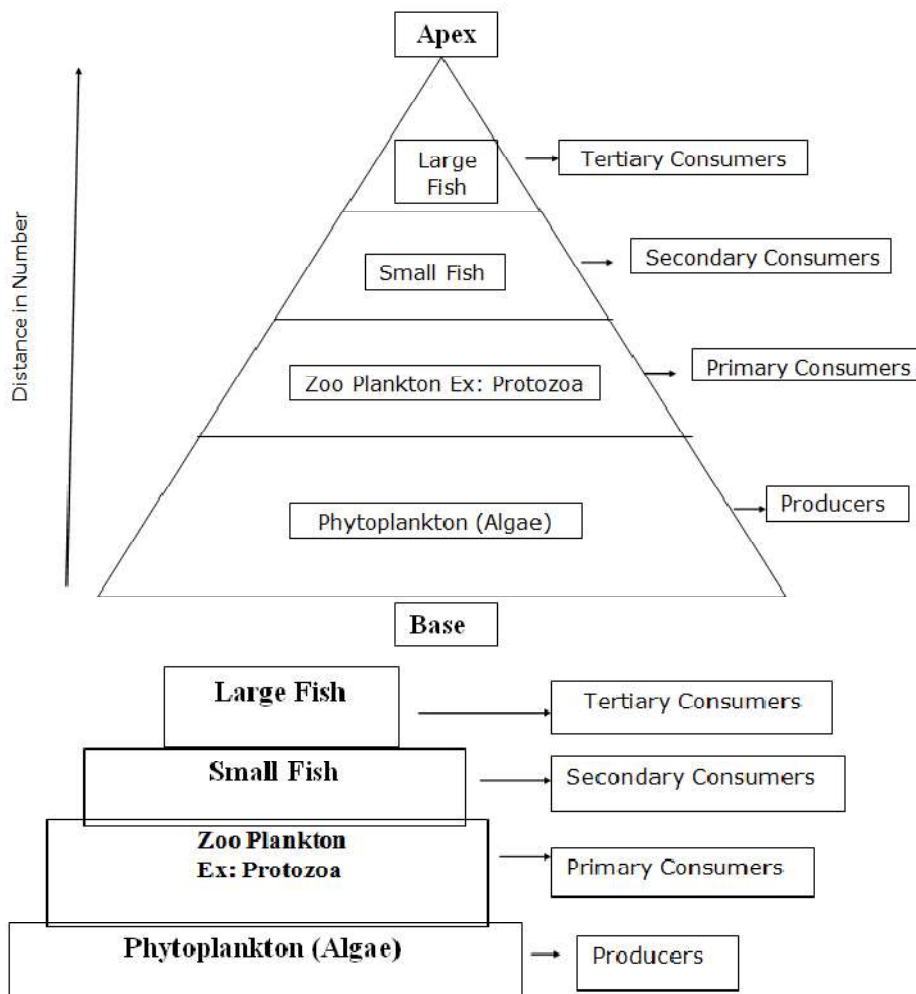 Apex
Large
Fish
Tertiary Consumers
Small Fish
Secondary Consumers
Distance in Number
Zoo Plankton Ex: Protozoa
Primary Consumers
Phytoplankton (Algae)
Producers
Base
Large Fish
Tertiary Consumers
Small Fish
Secondary Consumers
Zoo Plankton
Ex: Protozoa
Primary Consumers
Phytoplankton (Algae)
Producers